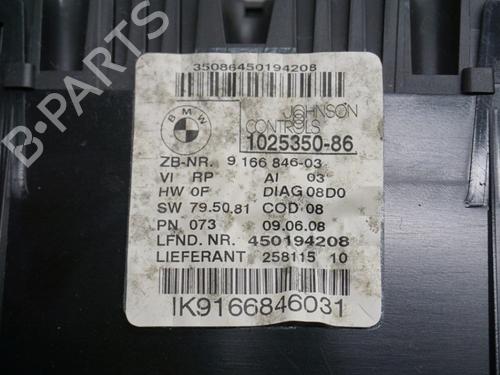 35086450194208
BMW
JOHNSON
CONTROLS
1025350-86
ZB-NR. 9 166 846-03
VI RP AI 03
HW 0F DIAG 08D0
SW 79.50.81 COD 08
PN 073 09.06.08
LFND. NR. 450194208
LIEFERANT 258115 10
IK9166846031
B-PARTS
B-PARTS